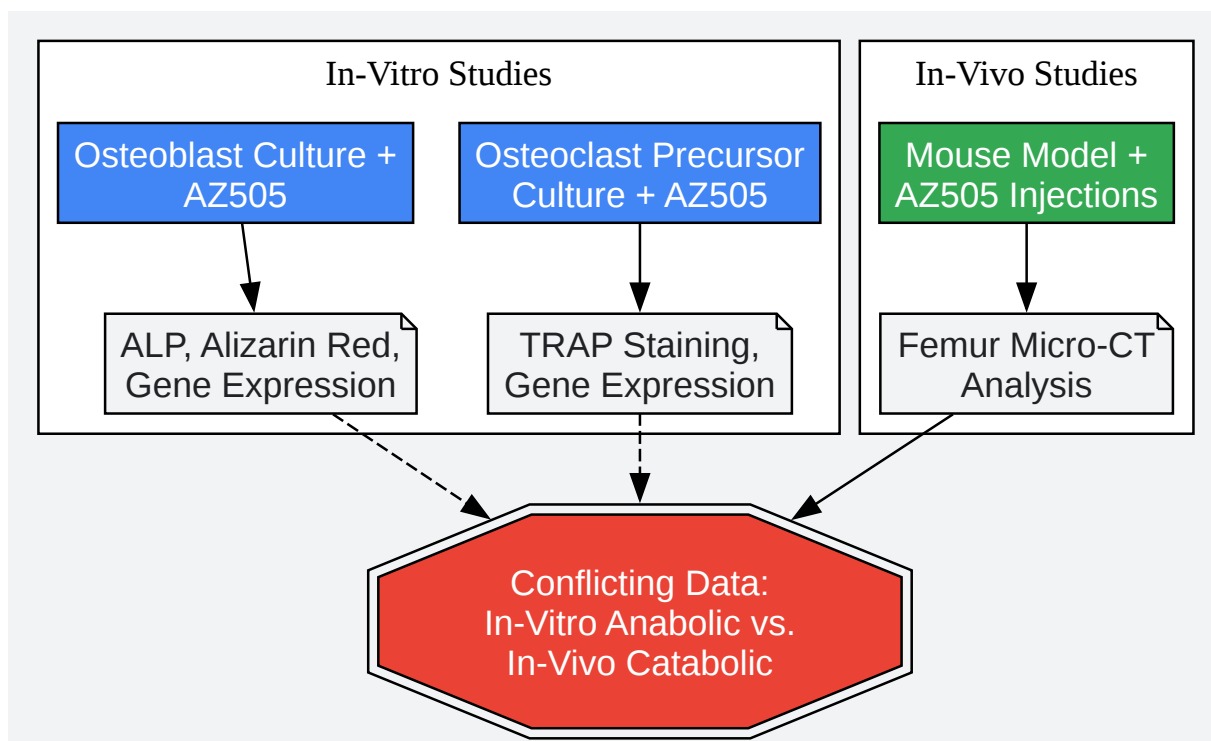 In-Vitro Studies
Osteoblast Culture +
AZ505
Osteoclast Precursor
Culture + AZ505
ALP, Alizarin Red,
Gene Expression
TRAP Staining,
Gene Expression
In-Vivo Studies
Mouse Model +
AZ505 Injections
Femur Micro-CT
Analysis
Conflicting Data:
In-Vitro Anabolic vs.
In-Vivo Catabolic